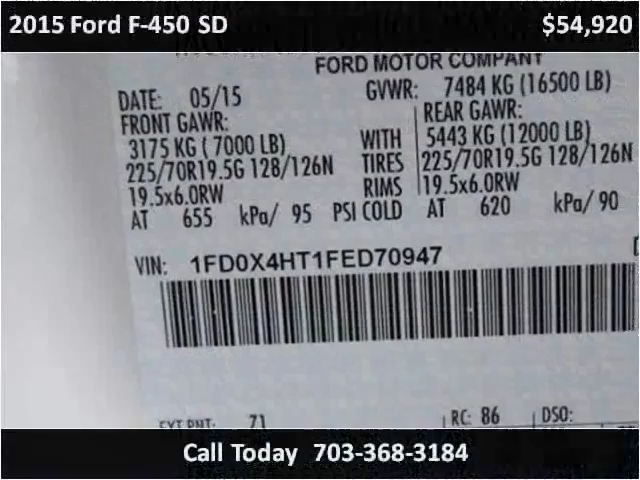 2015 Ford F-450 SD $54,920
FORD MOTOR COMPANY
DATE: 05/15 GVWR: 7484 KG (16500 LB)
FRONT GAWR: REAR GAWR:
3175 KG ( 7000 LB) WITH 5443 KG (12000 LB)
225/70R19.5G 128/126N TIRES 225/70R19.5G 128/126N
19.5x6.0RW RIMS 19.5x6.0RW
AT 655 kPa/ 95 PSI COLD AT 620 kPa/ 90
VIN: 1FD0X4HT1FED70947
EXT PNT: 71 RC: 86 DSO:
Call Today 703-368-3184